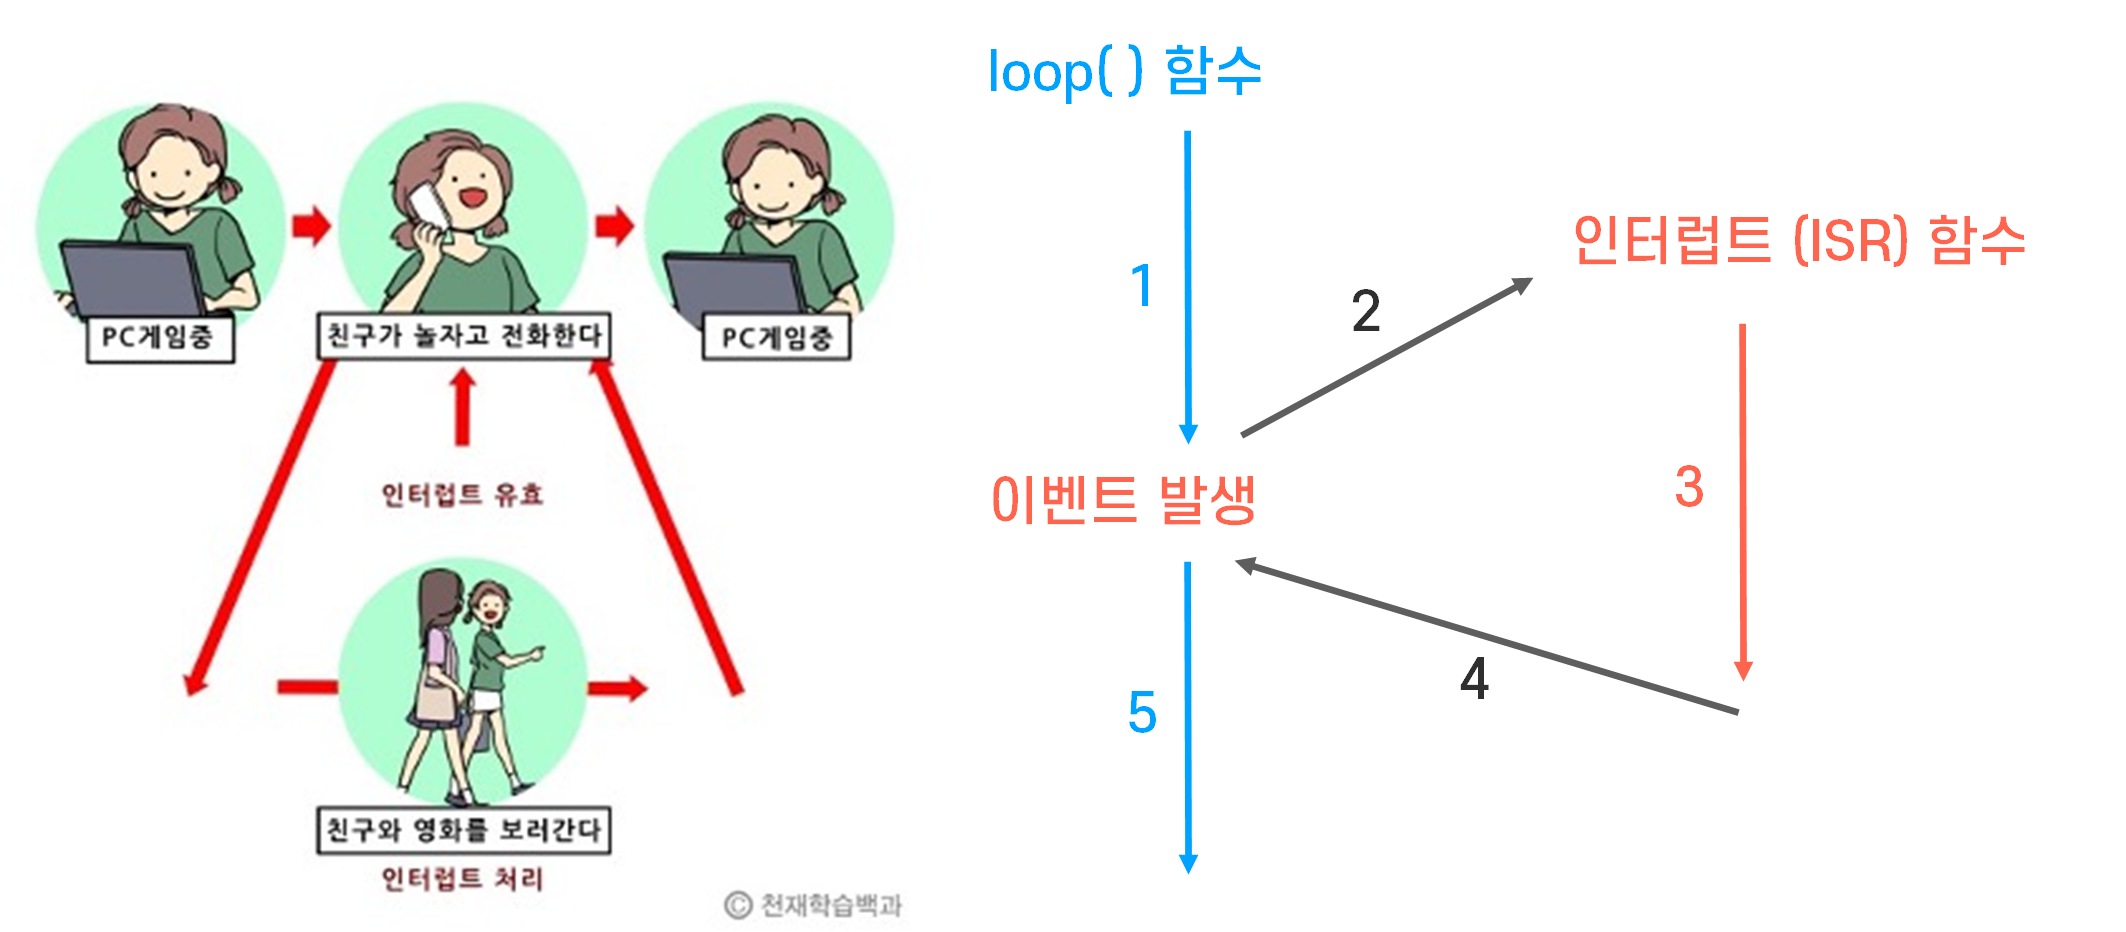 PC게임중
친구가 놀자고 전화한다
PC게임중
인터럽트 유효
친구와 영화를 보러간다
인터럽트 처리
© 천재학습백과
loop( ) 함수
1
2
인터럽트 (ISR) 함수
이벤트 발생
3
4
5